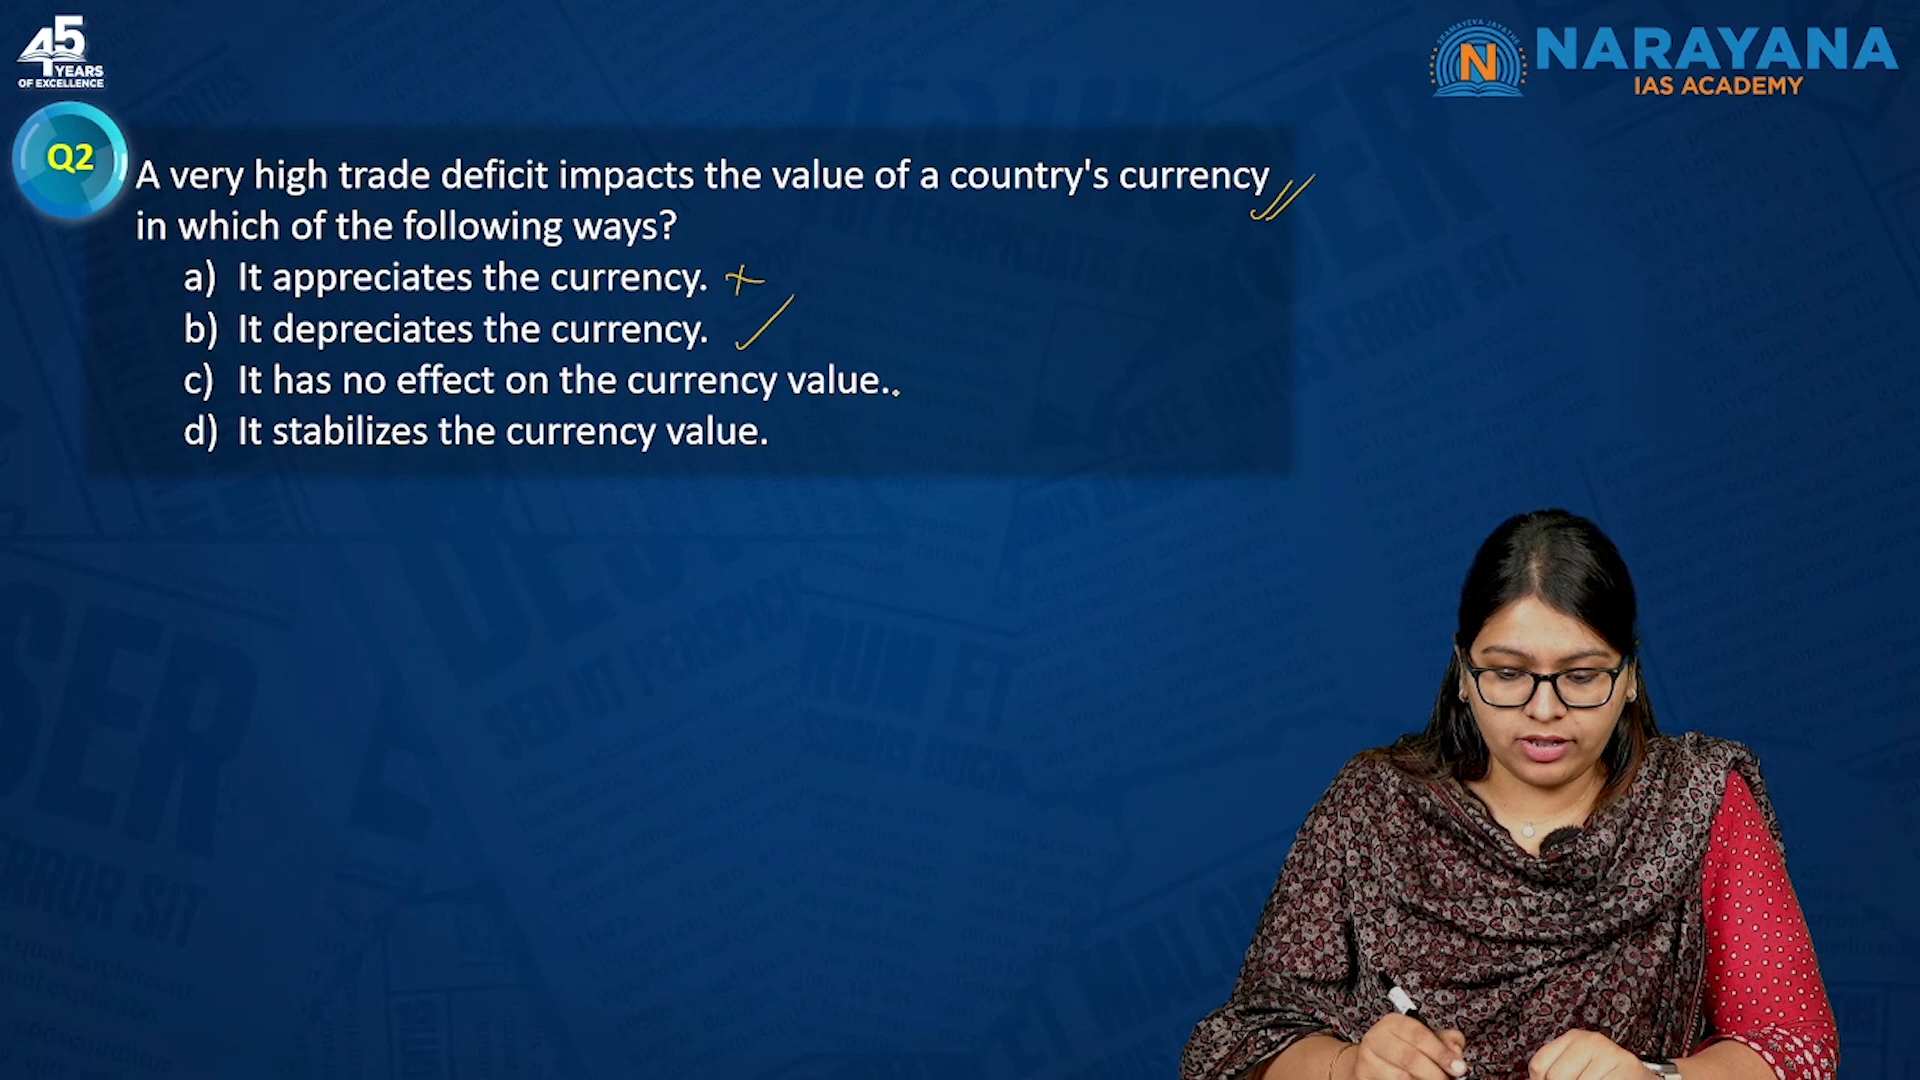 45
YEARS
OF EXCELLENCE
NARAYANA
IAS ACADEMY
Q2
A very high trade deficit impacts the value of a country's currency
in which of the following ways?
a) It appreciates the currency.
b) It depreciates the currency.
c) It has no effect on the currency value..
d) It stabilizes the currency value.